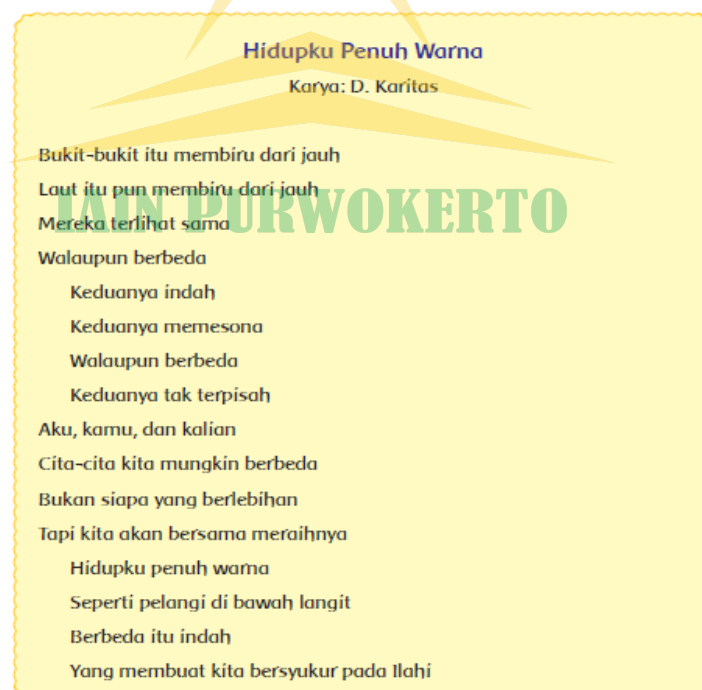 Hidupku Penuh Warna
Karya: D. Karitas
Bukit-bukit itu membiru dari jauh
Laut itu pun membiru dari jauh
IAIN PURWOKERTO
Mereka terlihat sama
Walaupun berbeda
Keduanya indah
Keduanya memesona
Walaupun berbeda
Keduanya tak terpisah
Aku, kamu, dan kalian
Cita-cita kita mungkin berbeda
Bukan siapa yang berlebihan
Tapi kita akan bersama meraihnya
Hidupku penuh warna
Seperti pelangi di bawah langit
Berbeda itu indah
Yang membuat kita bersyukur pada Ilahi